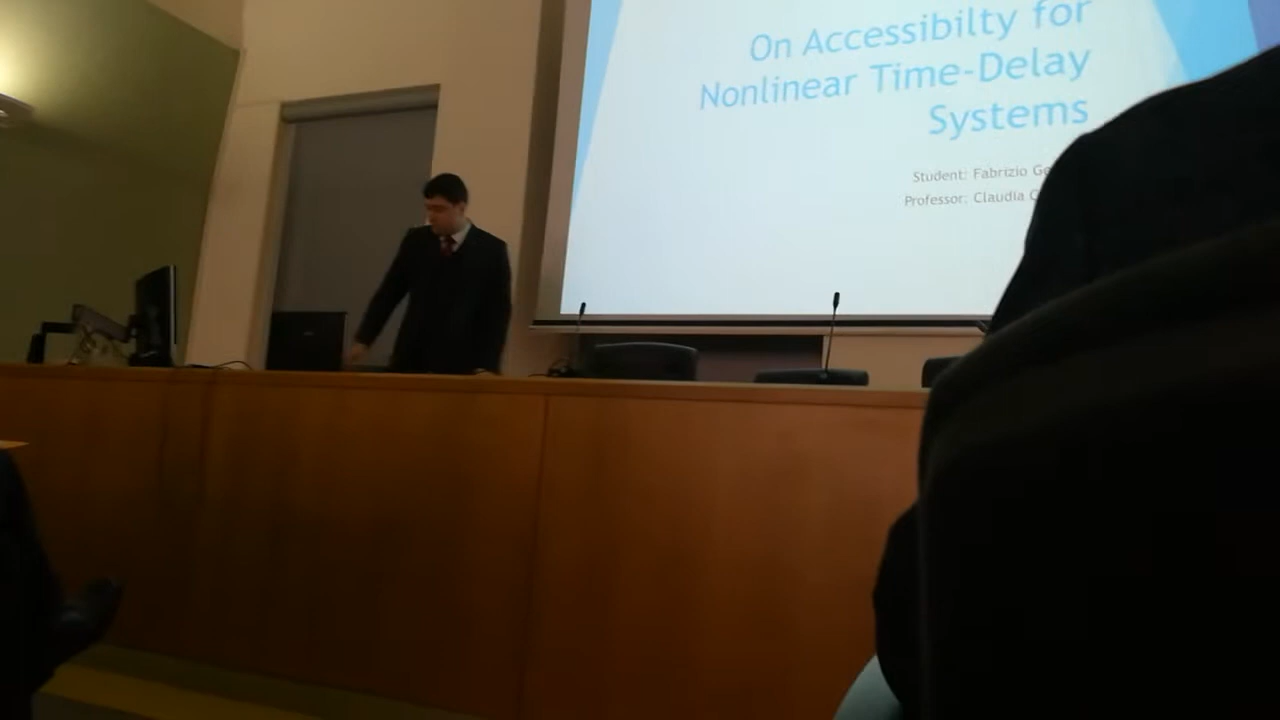 On Accessibilty for
Nonlinear Time-Delay
Systems
Student: Fabrizio
Professor: Claudia